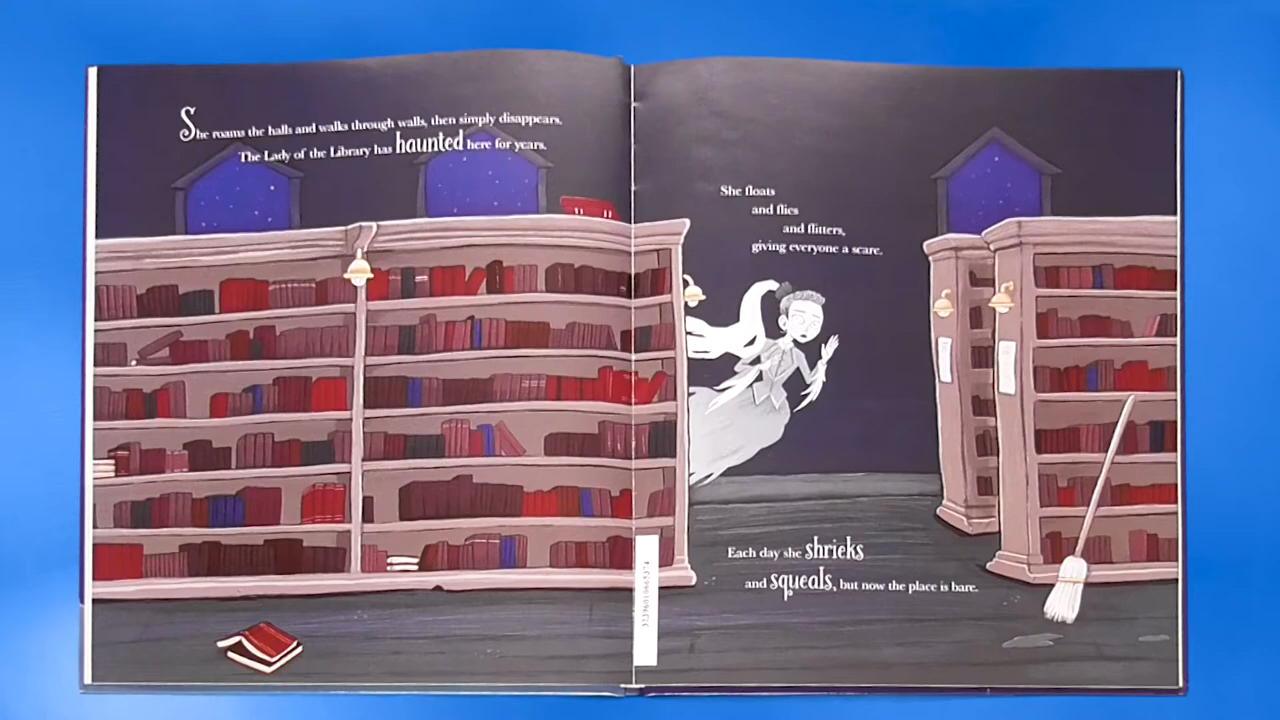 She roams the halls and walks through walls, then simply disappears.
The Lady of the Library has haunted here for years.
She floats
and flies
and flitters,
giving everyone a scare.
Each day she shrieks
and squeals, but now the place is bare.